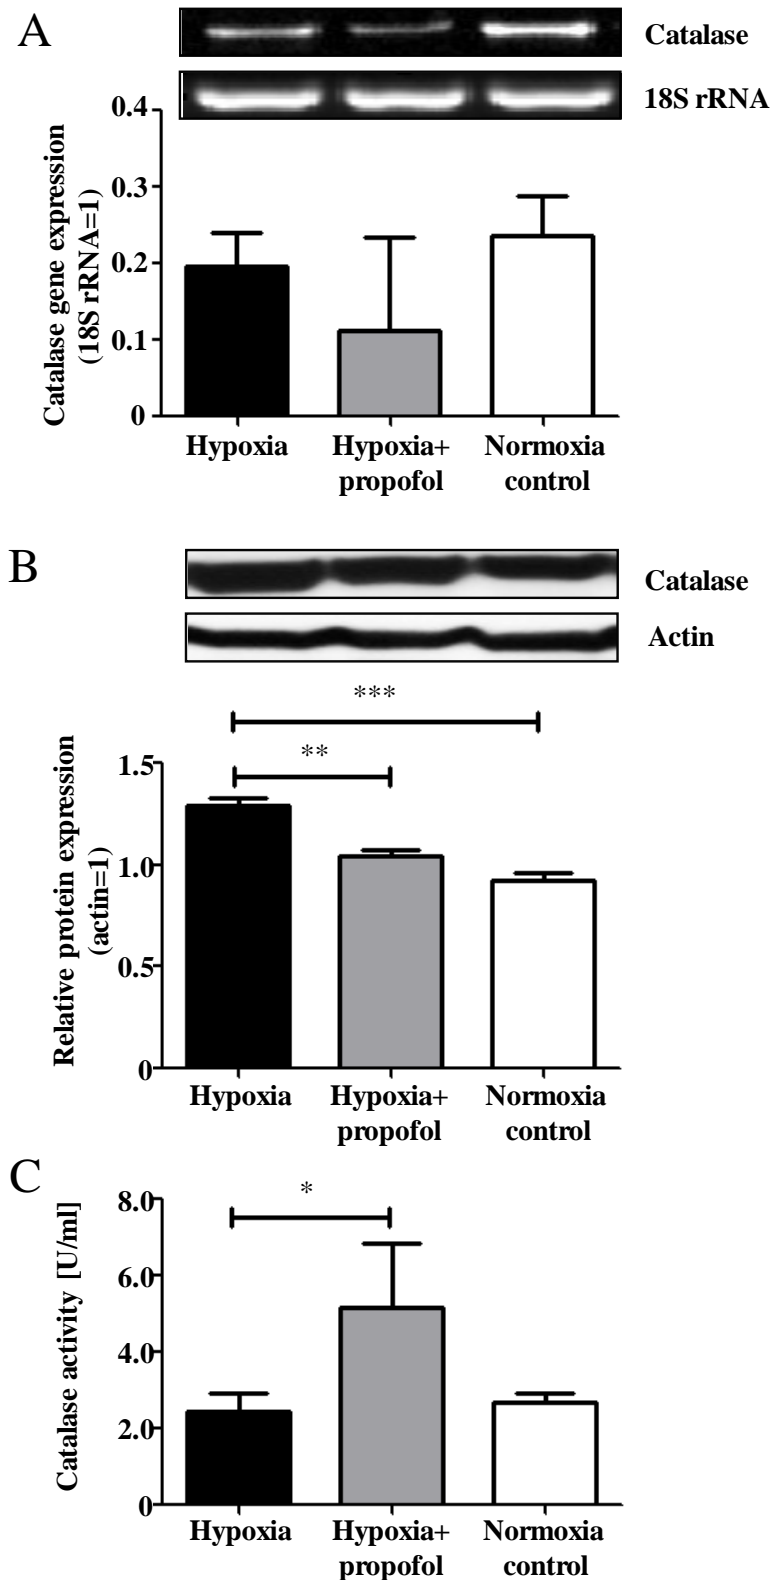 A
Catalase
18S rRNA
Catalase gene expression
(18S rRNA=1)
0.4
0.3
0.2
0.1
0
Hypoxia
Hypoxia+
propofol
Normoxia
control
B
Catalase
Actin
***
**
Relative protein expression
(actin=1)
1.5
1.0
0.5
0
Hypoxia
Hypoxia+
propofol
Normoxia
control
C
*
Catalase activity [U/ml]
8.0
6.0
4.0
2.0
0
Hypoxia
Hypoxia+
propofol
Normoxia
control